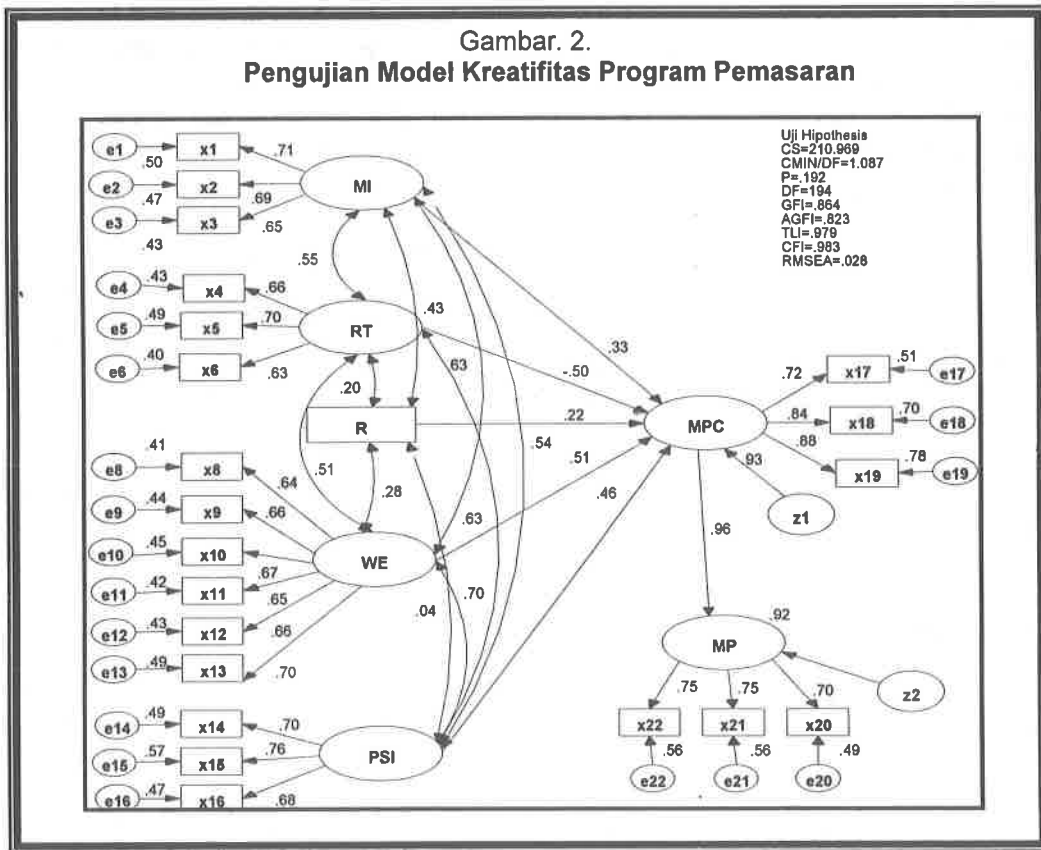 Gambar. 2.
Pengujian Model Kreatifitas Program Pemasaran
Uji Hipothesis
CS=210.969
CMIN/DF=1.087
P=.192
DF=194
GFI=.864
AGFI=.823
TLI=.979
CFI=.983
RMSEA=.028
e1
.50
x1
.71
e2
.47
x2
.69
e3
.43
x3
.65
MI
.55
.43
e4
.43
x4
.66
e5
.49
x5
.70
e6
.40
x6
.63
RT
.63
.33
-.50
.20
R
.22
.54
.51
.28
.51
.46
MPC
.93
z1
.72
x17
.51
e17
.84
x18
.70
e18
.88
x19
.78
e19
e8
.41
x8
.64
e9
.44
x9
.66
e10
.45
x10
.67
e11
.42
x11
.65
e12
.43
x12
.66
e13
.49
x13
.70
WE
.63
.70
.04
.96
MP
.92
z2
.75
.75
.70
x22
x21
x20
.56
.56
.49
e22
e21
e20
e14
.49
x14
.70
e15
.57
x15
.76
e16
.47
x16
.68
PSI